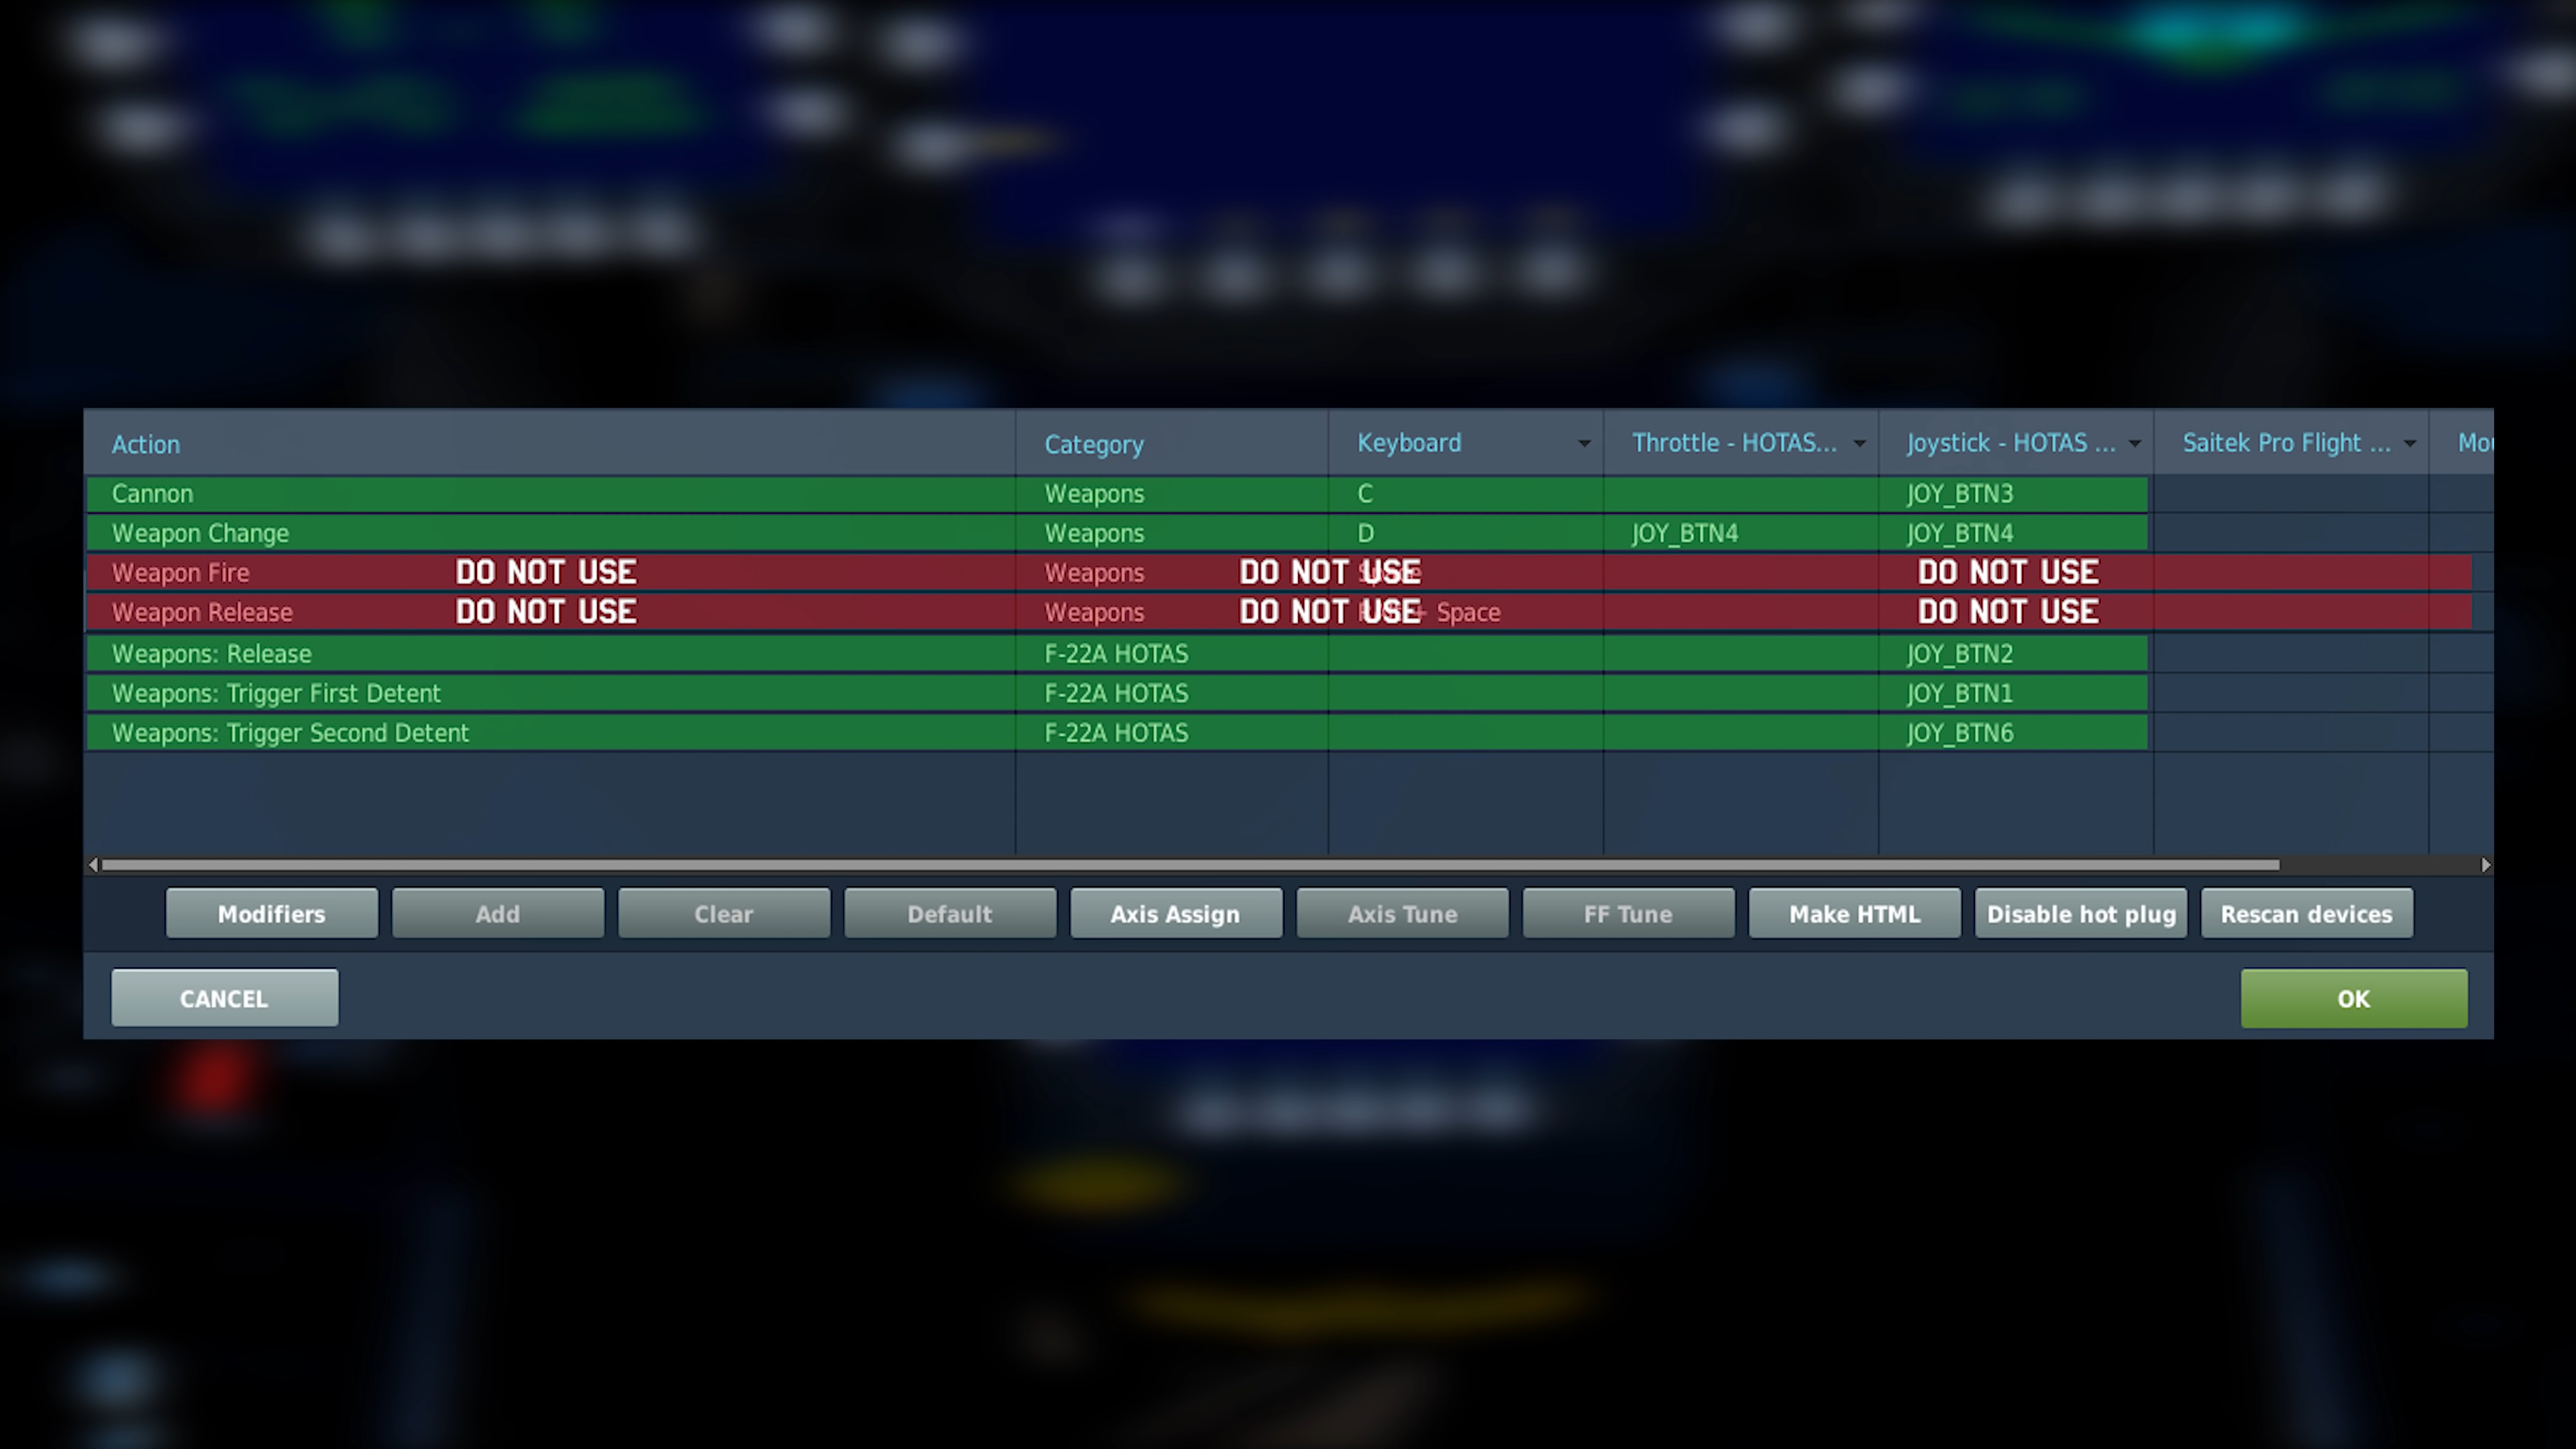 Action Category Keyboard Throttle - HOTAS... Joystick - HOTAS ... Saitek Pro Flight ...
Cannon Weapons C JOY_BTN3
Weapon Change Weapons D JOY_BTN4 JOY_BTN4
Weapon Fire DO NOT USE Weapons DO NOT USE DO NOT USE
Weapon Release DO NOT USE Weapons DO NOT USE + Space DO NOT USE
Weapons: Release F-22A HOTAS JOY_BTN2
Weapons: Trigger First Detent F-22A HOTAS JOY_BTN1
Weapons: Trigger Second Detent F-22A HOTAS JOY_BTN6
Modifiers Add Clear Default Axis Assign Axis Tune FF Tune Make HTML Disable hot plug Rescan devices
CANCEL OK